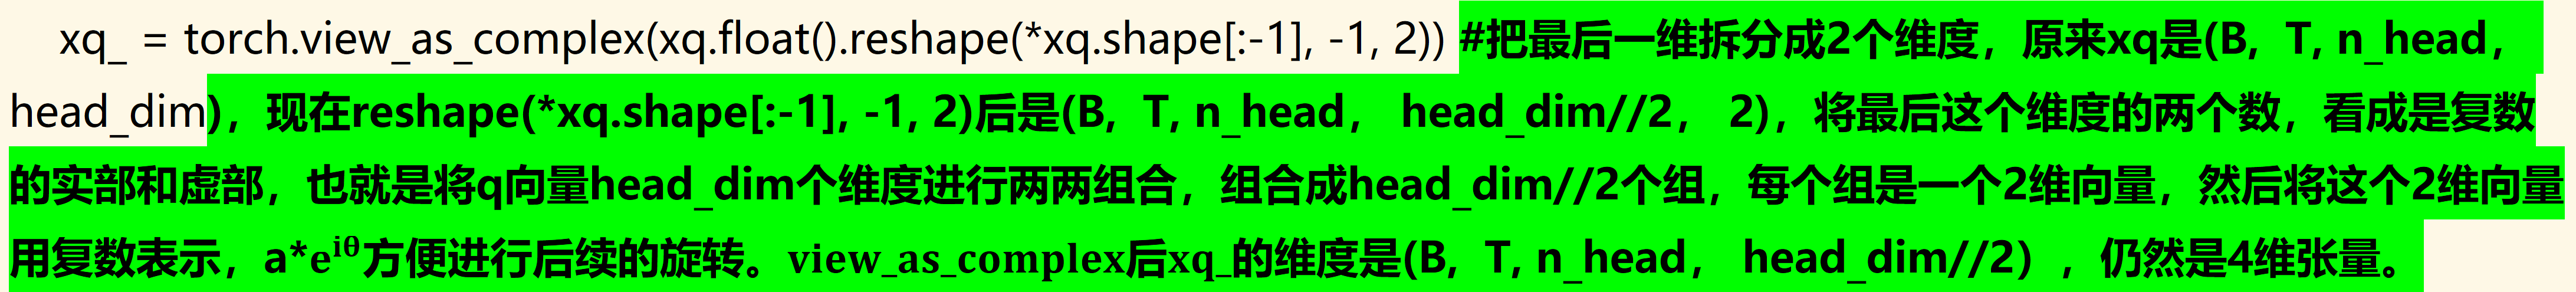 xq_ = torch.view_as_complex(xq.float().reshape(*xq.shape[:-1], -1, 2)) #把最后一维拆分成2个维度，原来xq是(B, T, n_head，
head_dim)，现在reshape(*xq.shape[:-1], -1, 2)后是(B, T, n_head， head_dim//2， 2)，将最后这个维度的两个数，看成是复数
的实部和虚部，也就是将q向量head_dim个维度进行两两组合，组合成head_dim//2个组，每个组是一个2维向量，然后将这个2维向量
用复数表示，a*e^{iθ}方便进行后续的旋转。view_as_complex后xq_的维度是(B, T, n_head， head_dim//2) ，仍然是4维张量。